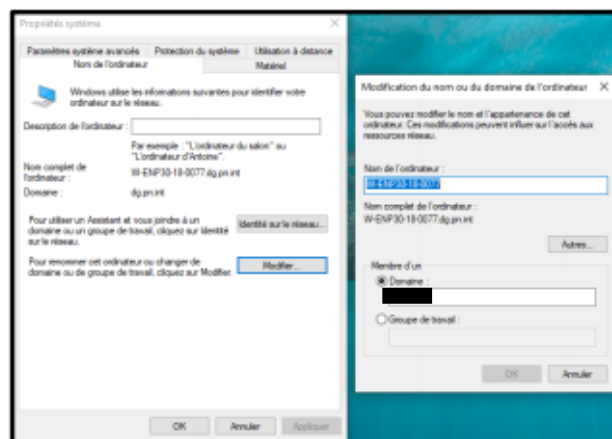 Propriétés système
Paramètres système avancés Protection du système Utilisation à distance
Nom de l'ordinateur Matériel
Windows utilise les informations suivantes pour identifier votre
ordinateur sur le réseau.
Description de l'ordinateur :
Par exemple : "L'ordinateur du salon" ou
"L'ordinateur d'Antoine".
Nom complet de
l'ordinateur :
W-ENP30-18-0077.dg.pn.int
Domaine : dg.pn.int
Pour utiliser un Assistant et vous joindre à un
domaine ou un groupe de travail, cliquez sur Identité
sur le réseau.
Identité sur le réseau...
Pour renommer cet ordinateur ou changer de
domaine ou de groupe de travail, cliquez sur Modifier.
Modifier...
OK Annuler Appliquer
Modification du nom ou du domaine de l'ordinateur
Vous pouvez modifier le nom et l'appartenance de cet
ordinateur. Ces modifications peuvent influer sur l'accès aux
ressources réseau.
Nom de l'ordinateur :
W-ENP30-18-0077
Nom complet de l'ordinateur :
W-ENP30-18-0077.dg.pn.int
Autres...
Membre d'un
Domaine :
Groupe de travail :
OK Annuler